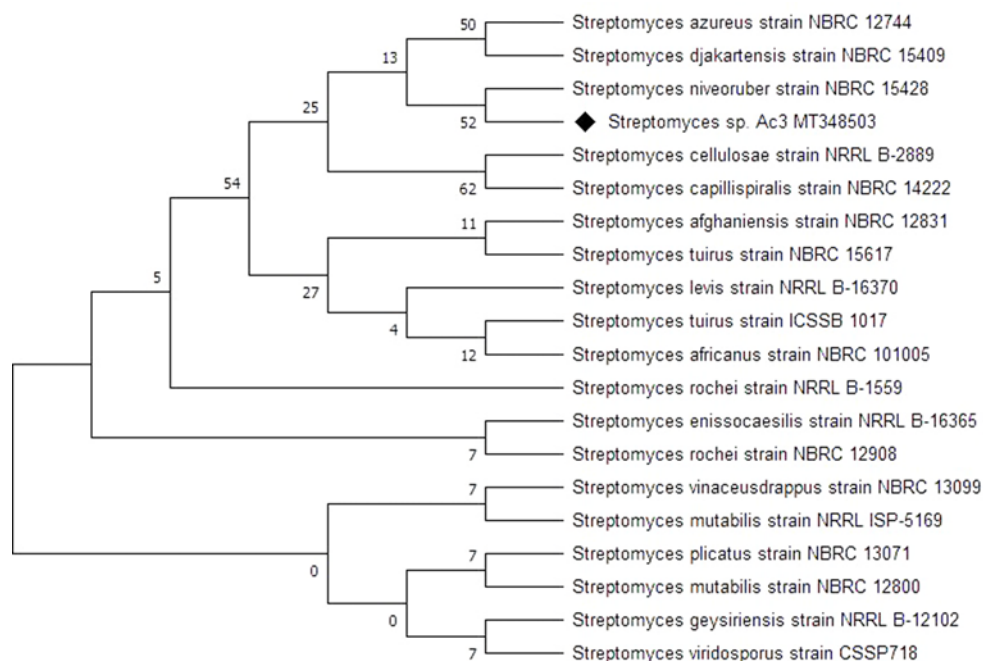 50
Streptomyces azureus strain NBRC 12744
13
Streptomyces djakartensis strain NBRC 15409
25
Streptomyces niveoruber strain NBRC 15428
52
Streptomyces sp. Ac3 MT348503
Streptomyces cellulosae strain NRRL B-2889
54
62
Streptomyces capillispiralis strain NBRC 14222
11
Streptomyces afghaniensis strain NBRC 12831
Streptomyces tuirus strain NBRC 15617
5
27
Streptomyces levis strain NRRL B-16370
4
Streptomyces tuirus strain ICSSB 1017
12
Streptomyces africanus strain NBRC 101005
Streptomyces rochei strain NRRL B-1559
Streptomyces enissocaesilis strain NRRL B-16365
7
Streptomyces rochei strain NBRC 12908
7
Streptomyces vinaceusdrappus strain NBRC 13099
Streptomyces mutabilis strain NRRL ISP-5169
0
7
Streptomyces plicatus strain NBRC 13071
Streptomyces mutabilis strain NBRC 12800
0
Streptomyces geysiriensis strain NRRL B-12102
7
Streptomyces viridosporus strain CSSP718